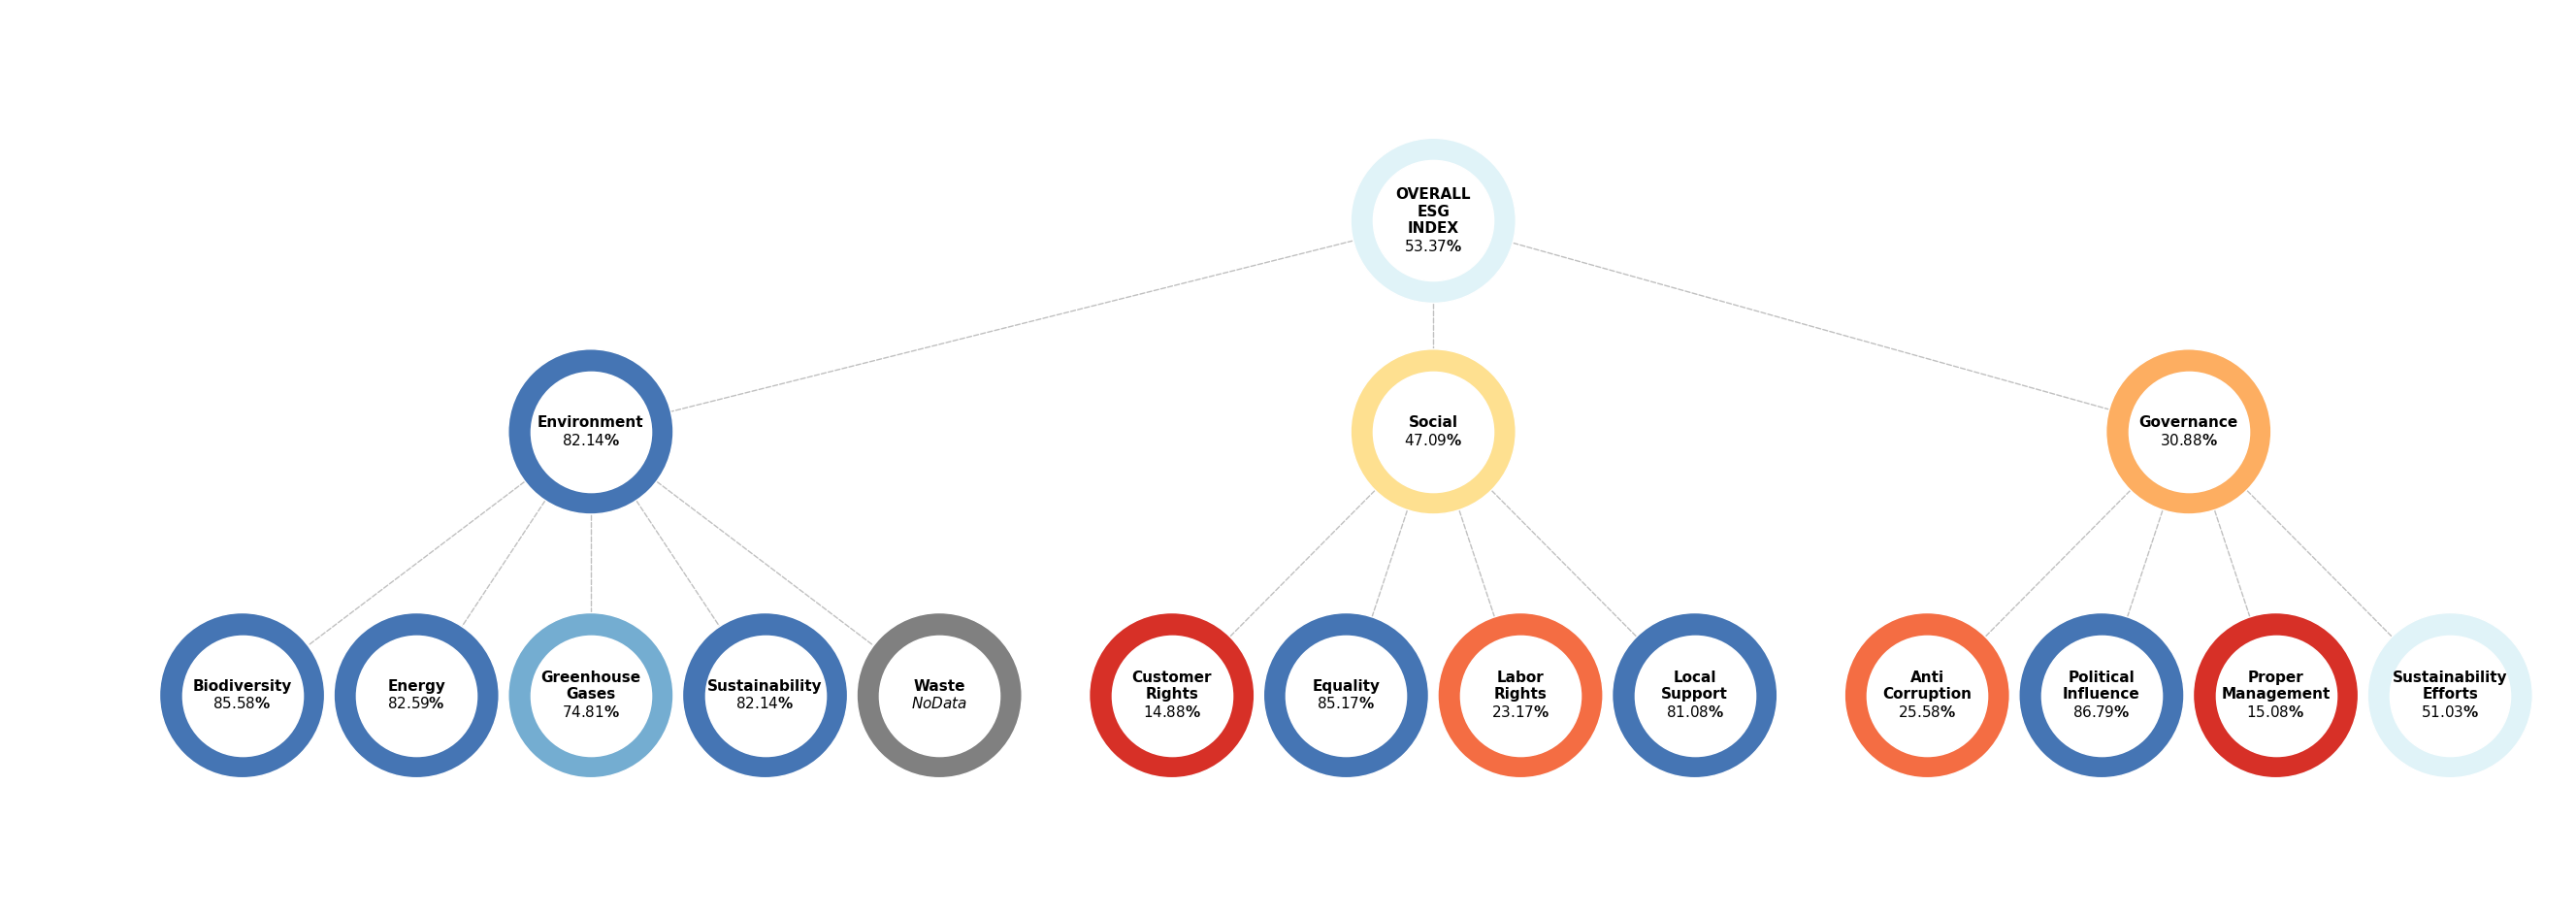 OVERALL
ESG
INDEX
53.37%
Environment
82.14%
Social
47.09%
Governance
30.88%
Biodiversity
85.58%
Energy
82.59%
Greenhouse
Gases
74.81%
Sustainability
82.14%
Waste
NoData
Customer
Rights
14.88%
Equality
85.17%
Labor
Rights
23.17%
Local
Support
81.08%
Anti
Corruption
25.58%
Political
Influence
86.79%
Proper
Management
15.08%
Sustainability
Efforts
51.03%